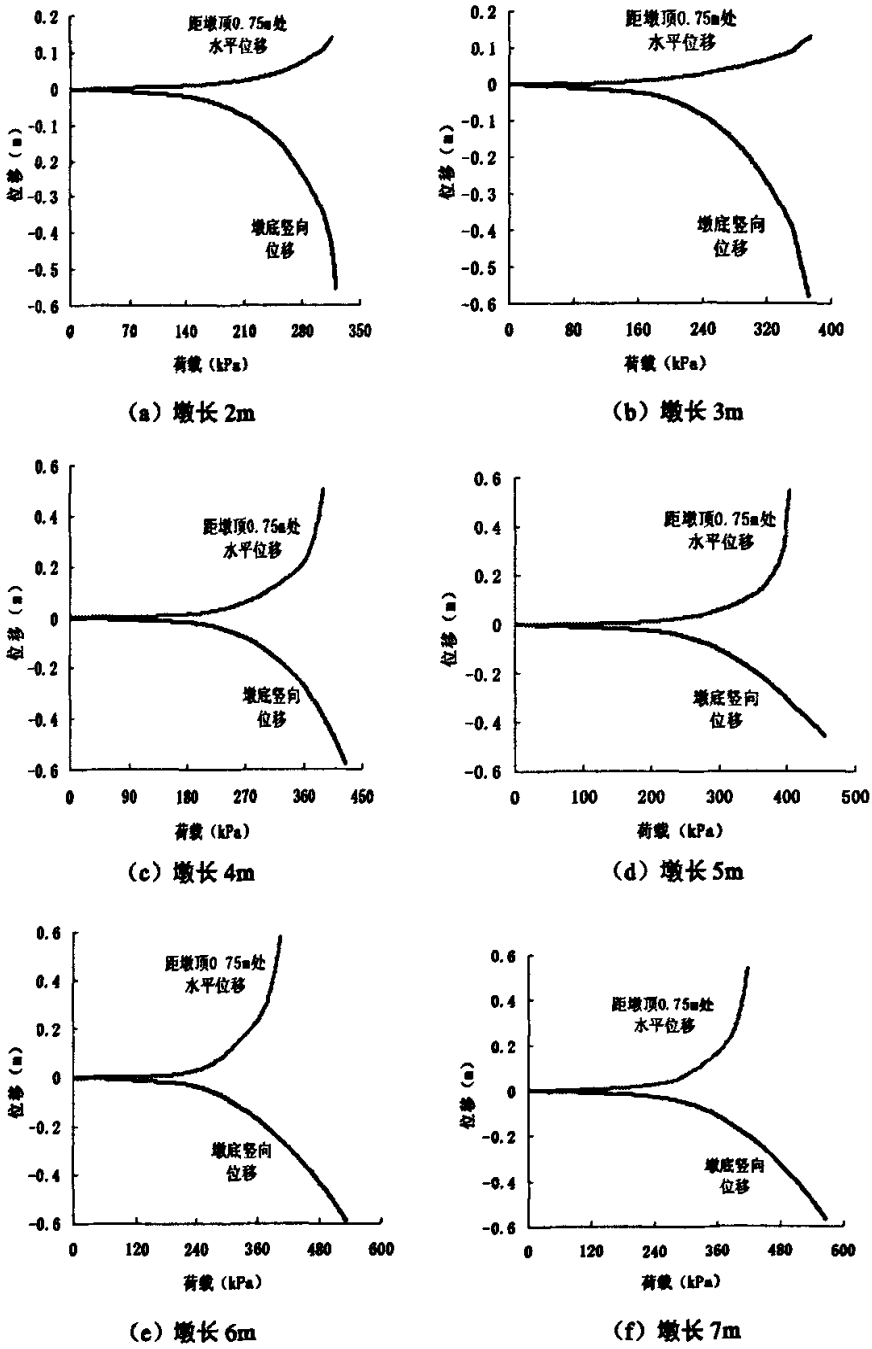 0.2
0.1
0
-0.1
0.2
-0.3
-0.4
-0.5
-0.6
位移（m）
距墩顶0.75m处
水平位移
墩底竖向
位移
0 70 140 210 280 350
荷载（kPa）
（a）墩长 2m
0.2
0.1
0
-0.1
-0.2
-0.3
-0.4
-0.5
-0.6
位移（m）
距墩顶0.75m处
水平位移
墩底竖向
位移
0 80 160 240 320 400
荷载（kPa）
（b）墩长 3m
0.6
0.4
0.2
0
-0.2
-0.4
-0.6
位移（m）
距墩顶0.75m处
水平位移
墩底竖向
位移
0 90 180 270 360 450
荷载（kPa）
（c）墩长 4m
0.6
0.4
0.2
0
-0.2
-0.4
-0.6
位移（m）
距墩顶0.75m处
水平位移
墩底竖向
位移
0 100 200 300 400 500
荷载（kPa）
（d）墩长 5m
0.6
0.4
0.2
0
-0.2
-0.4
-0.6
位移（m）
距墩顶0 75m处
水平位移
墩底竖向
位移
0 120 240 360 480 600
荷载（kPa）
（e）墩长 6m
0.6
0.4
0.2
0
-0.2
-0.4
-0.6
位移（m）
距墩顶0.75m处
水平位移
墩底竖向
位移
0 120 240 360 480 600
荷载（kPa）
（f）墩长 7m